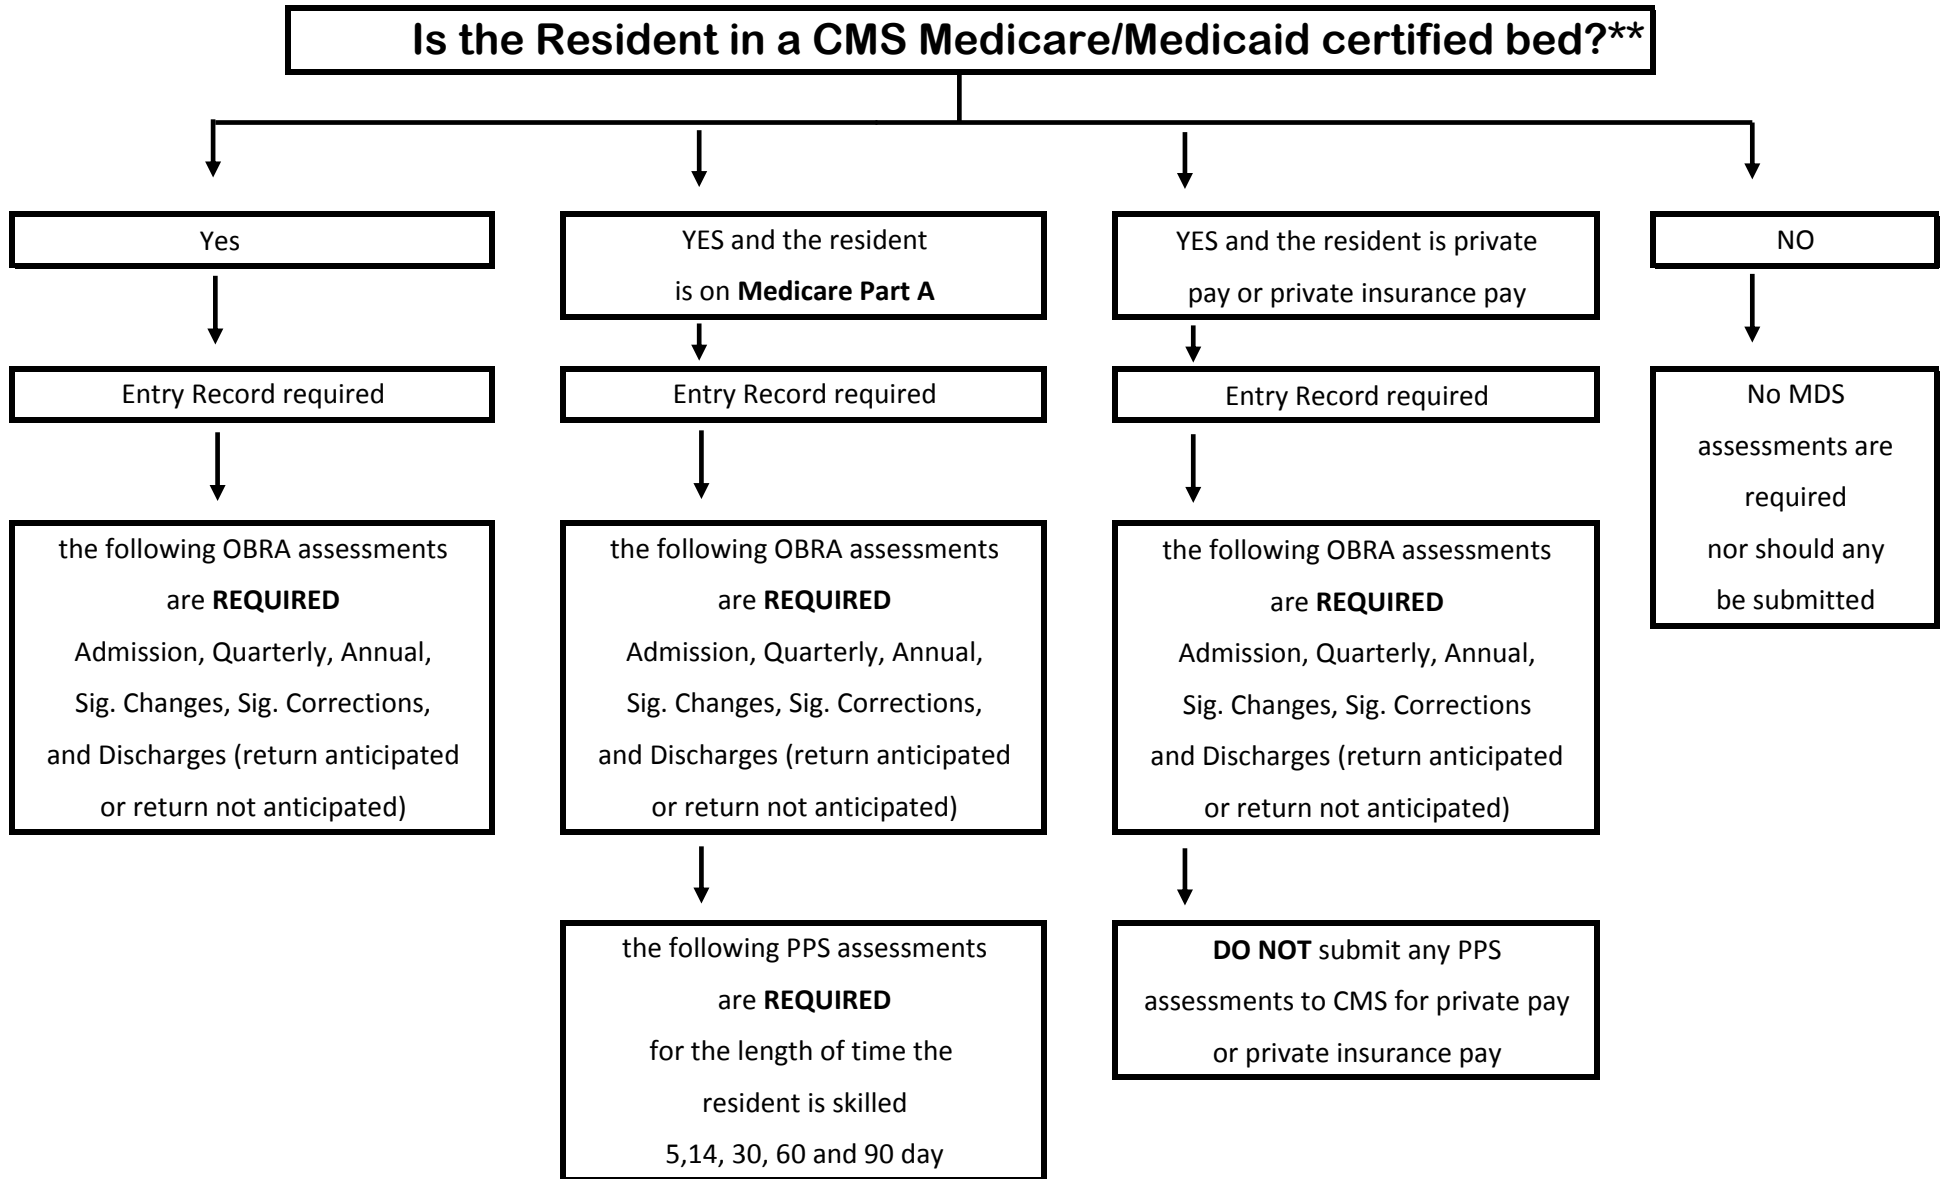 Is the Resident in a CMS Medicare/Medicaid certified bed?**
Yes
Entry Record required
the following OBRA assessments
are REQUIRED
Admission, Quarterly, Annual,
Sig. Changes, Sig. Corrections,
and Discharges (return anticipated
or return not anticipated)
YES and the resident
is on Medicare Part A
Entry Record required
the following OBRA assessments
are REQUIRED
Admission, Quarterly, Annual,
Sig. Changes, Sig. Corrections,
and Discharges (return anticipated
or return not anticipated)
the following PPS assessments
are REQUIRED
for the length of time the
resident is skilled
5,14, 30, 60 and 90 day
YES and the resident is private
pay or private insurance pay
Entry Record required
the following OBRA assessments
are REQUIRED
Admission, Quarterly, Annual,
Sig. Changes, Sig. Corrections
and Discharges (return anticipated
or return not anticipated)
DO NOT submit any PPS
assessments to CMS for private pay
or private insurance pay
NO
No MDS
assessments are
required
nor should any
be submitted